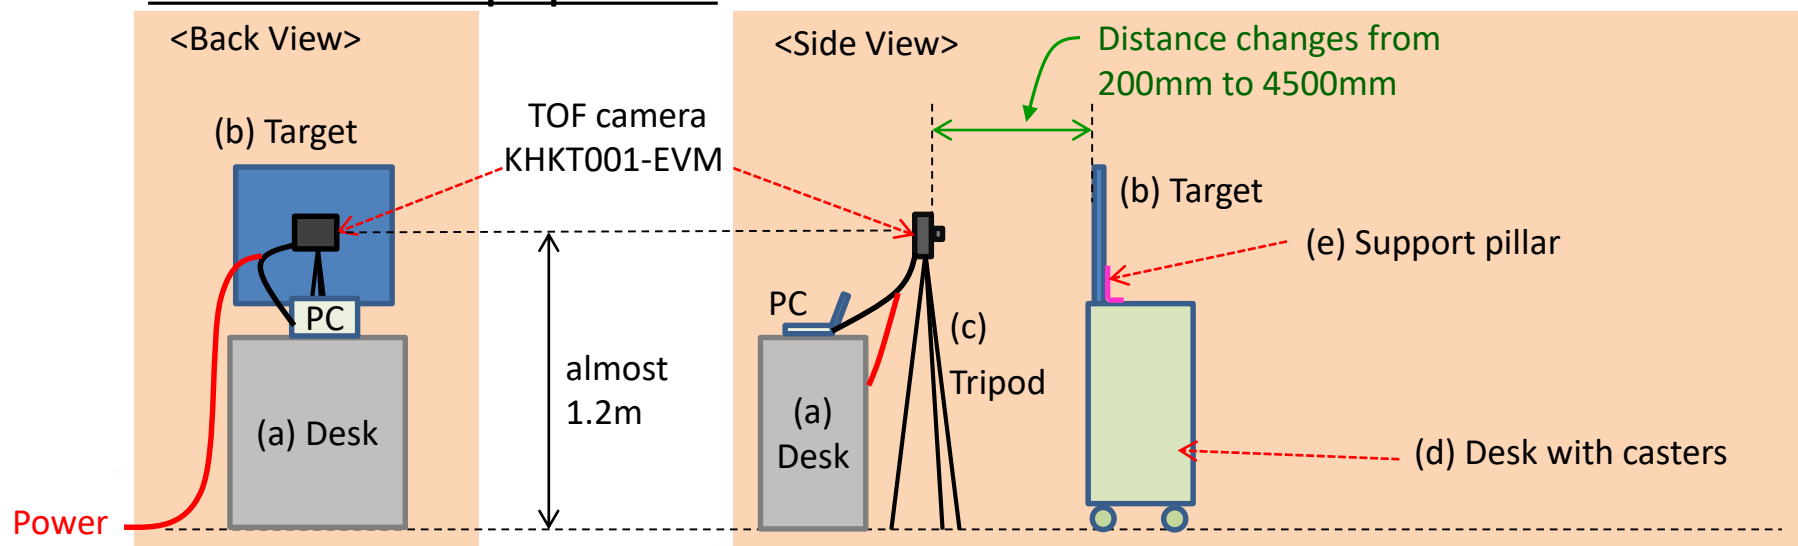 <Back View>
(b) Target
PC
(a) Desk
Power
TOF camera
KHKT001-EVM
almost
1.2m
<Side View>
Distance changes from
200mm to 4500mm
(b) Target
(e) Support pillar
PC
(c)
Tripod
(a)
Desk
(d) Desk with casters